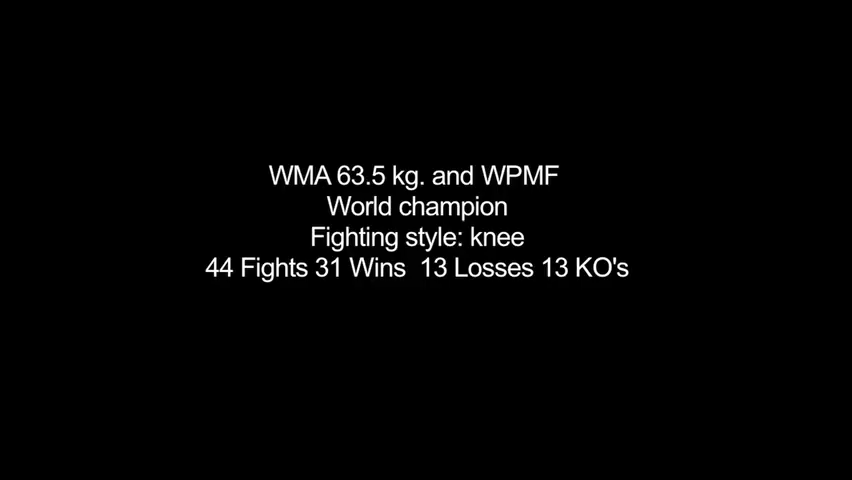 WMA 63.5 kg. and WPMF
World champion
Fighting style: knee
44 Fights 31 Wins  13 Losses 13 KO's